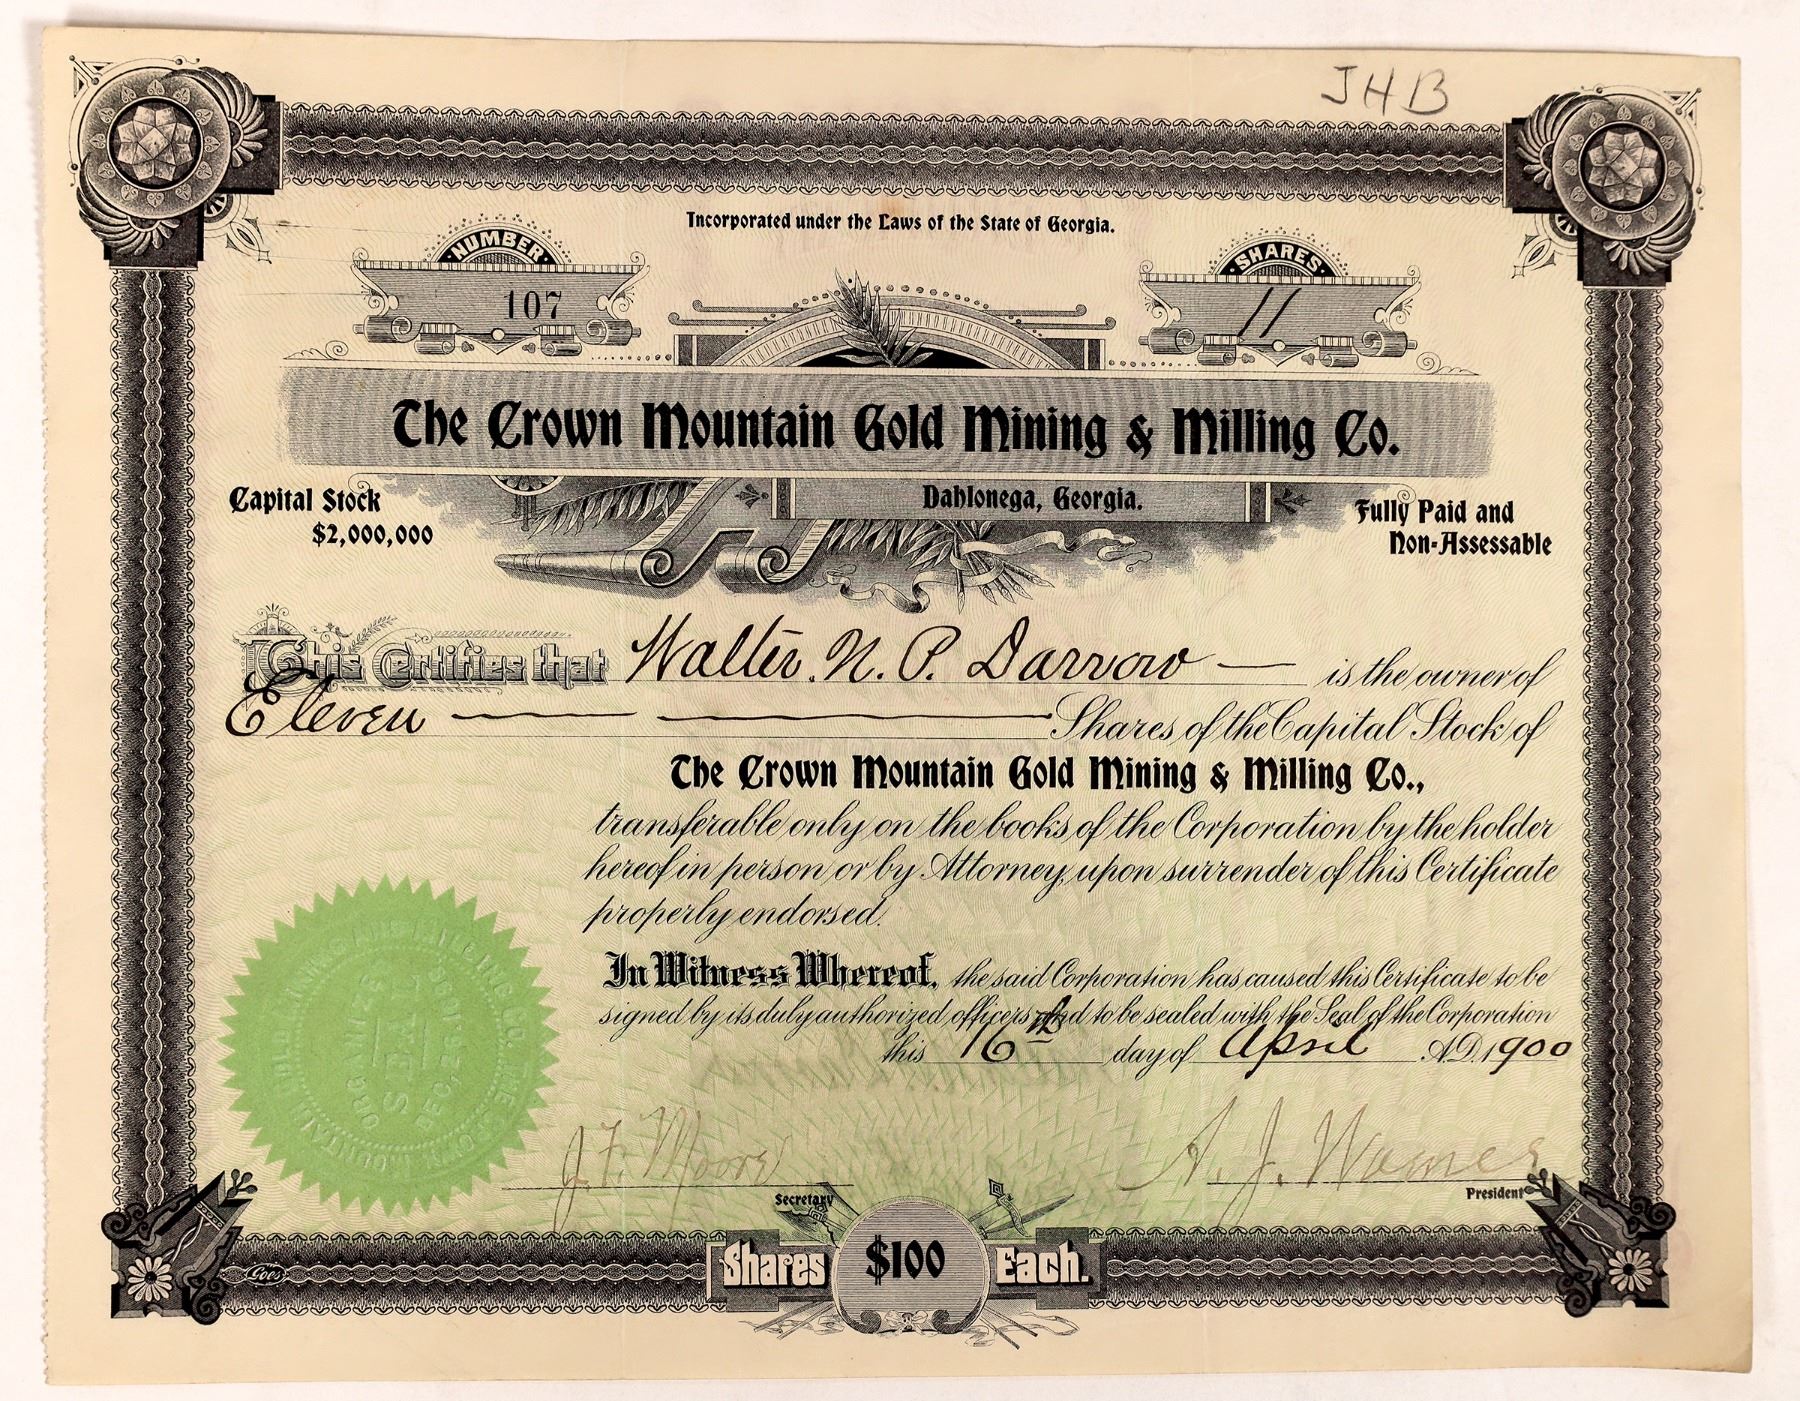 JHB
Incorporated under the Laws of the State of Georgia.
NUMBER
107
SHARES
11
The Crown Mountain Gold Mining & Milling Co.
Dahlonega, Georgia.
Capital Stock
$2,000,000
Fully Paid and
Non-Assessable
This Certifies that Walter. N. P. Darrow is the owner of
Eleven Shares of the Capital Stock of
The Crown Mountain Gold Mining & Milling Co.,
transferable only on the books of the Corporation by the holder
hereof in person or by Attorney, upon surrender of this Certificate
properly endorsed.
In Witness Whereof, the said Corporation has caused this Certificate to be
signed by its duly authorized officers and to be sealed with the Seal of the Corporation
this 16th day of April A.D. 1900
J. F. Moore
Secretary
J. Warner
President
Shares $100 Each.
Goes
SEAL